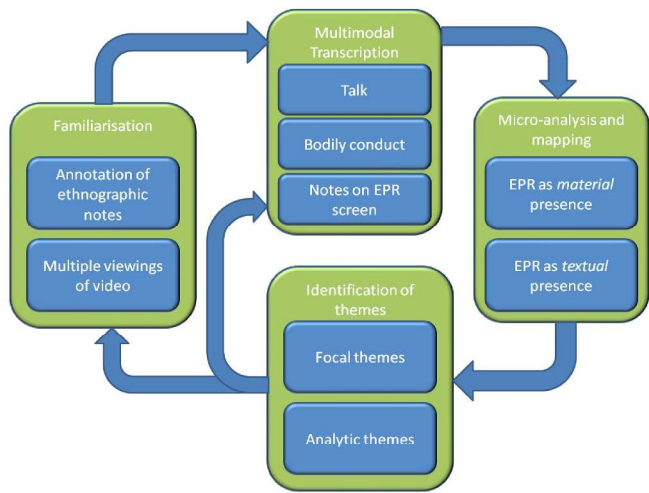 Multimodal
Transcription
Talk
Bodily conduct
Notes on EPR
screen
Familiarisation
Annotation of
ethnographic
notes
Multiple viewings
of video
Micro-analysis and
mapping
EPR as material
presence
EPR as textual
presence
Identification of
themes
Focal themes
Analytic themes